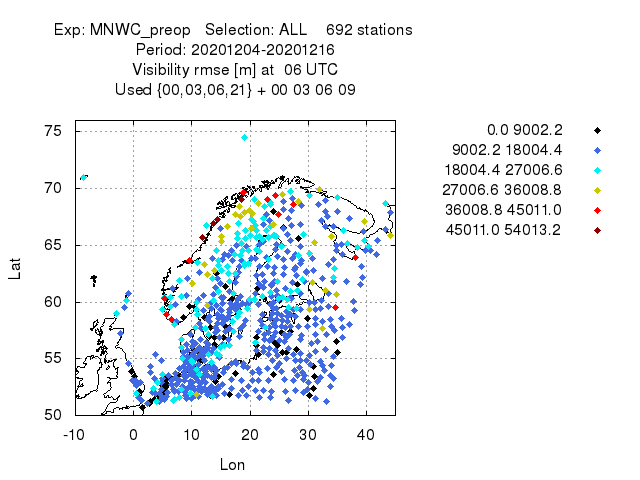 Exp: MNWC_preop   Selection: ALL    692 stations
Period: 20201204-20201216
Visibility rmse [m] at  06 UTC
Used {00,03,06,21} + 00 03 06 09
0.0 9002.2
9002.2 18004.4
18004.4 27006.6
27006.6 36008.8
36008.8 45011.0
45011.0 54013.2
75
70
65
60
55
50
Lat
-10 0 10 20 30 40
Lon